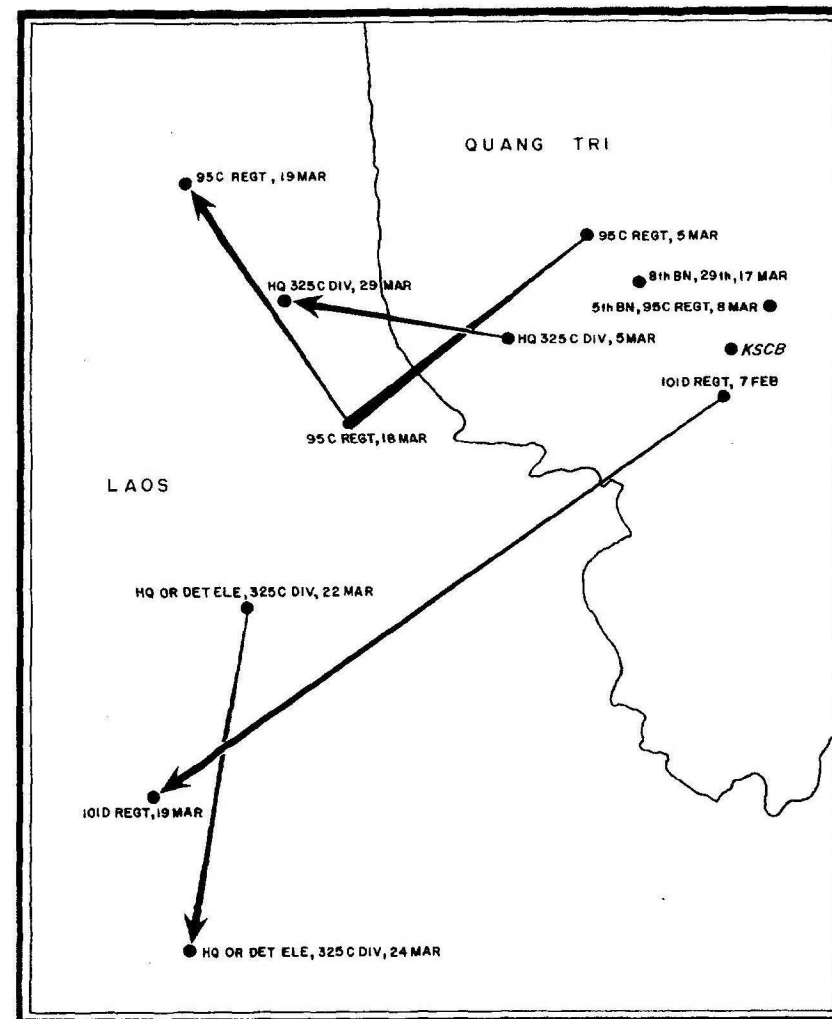 QUANG TRI
95C REGT, 19 MAR
95C REGT, 5 MAR
8th BN, 29th, 17 MAR
HQ 325C DIV, 29 MAR
5th BN, 95C REGT, 8 MAR
HQ 325C DIV, 5 MAR
KSCB
101D REGT, 7 FEB
95C REGT, 18 MAR
LAOS
HQ OR DET ELE, 325C DIV, 22 MAR
101D REGT, 19 MAR
HQ OR DET ELE, 325C DIV, 24 MAR